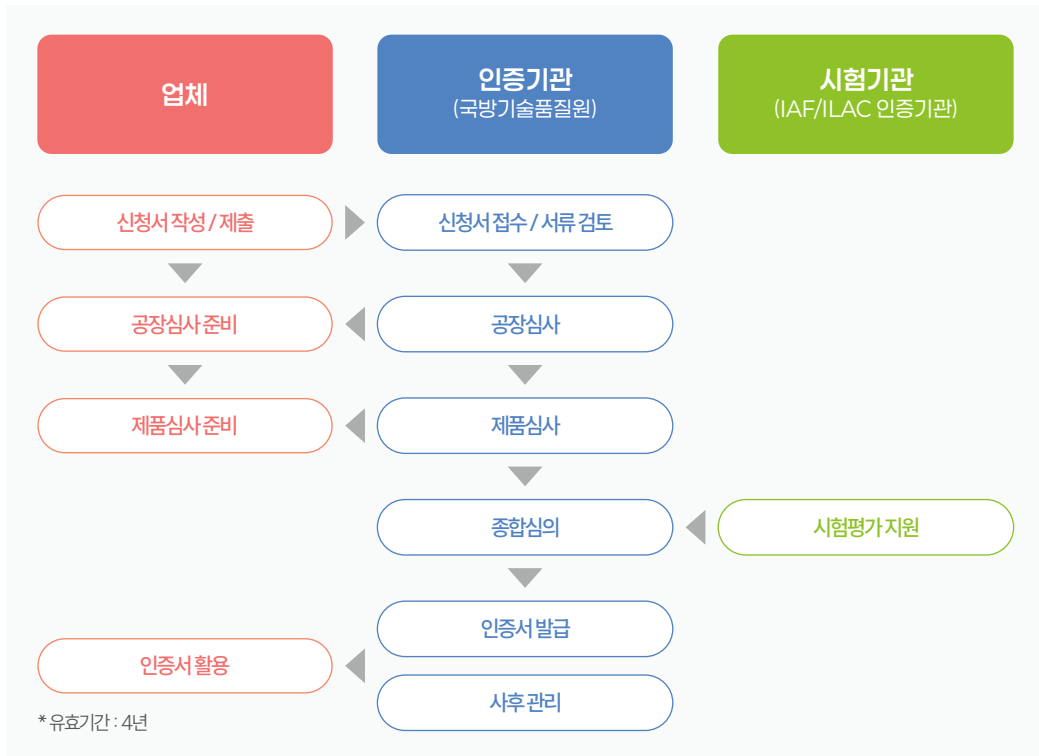 업체
인증기관
(국방기술품질원)
시험기관
(IAF/ILAC 인증기관)
신청서 작성 / 제출
신청서 접수 / 서류 검토
공장심사 준비
공장심사
제품심사 준비
제품심사
종합심의
시험평가 지원
인증서 발급
인증서 활용
사후 관리
* 유효기간 : 4년